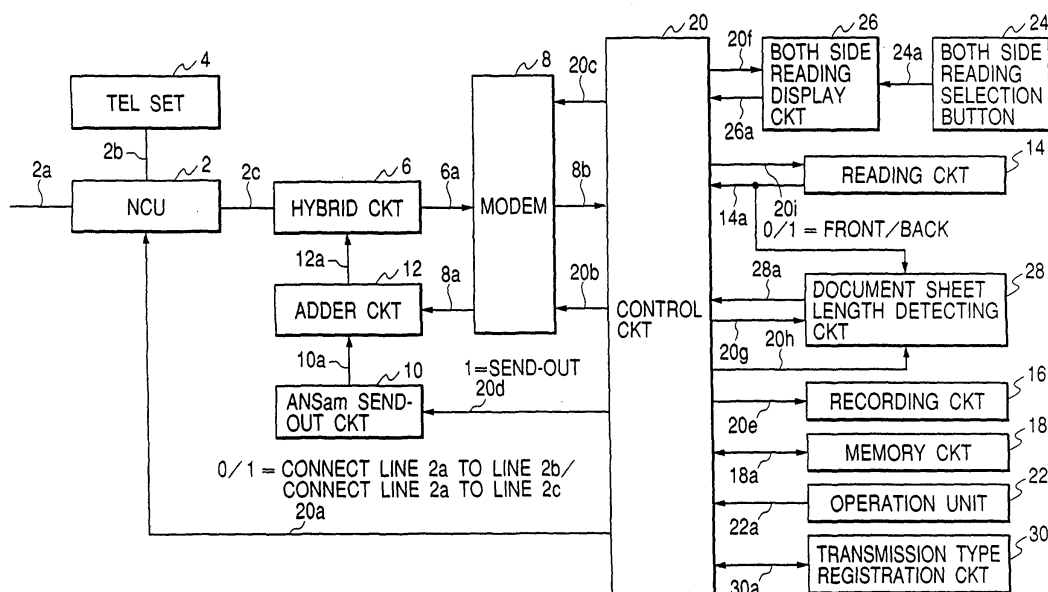 4
TEL SET
2b
2a
2
NCU
2c
6
HYBRID CKT
6a
12a
12
ADDER CKT
8a
10a
10
ANSam SEND-
OUT CKT
8
MODEM
20c
8b
20b
1=SEND-OUT
20d
0/1 = CONNECT LINE 2a TO LINE 2b/
CONNECT LINE 2a TO LINE 2c
20a
20
CONTROL
CKT
20f
26a
26
BOTH SIDE
READING
DISPLAY
CKT
24a
24
BOTH SIDE
READING
SELECTION
BUTTON
14
READING CKT
14a
20i
0/1 = FRONT/BACK
28a
28
DOCUMENT SHEET
LENGTH DETECTING
CKT
20g
20h
16
RECORDING CKT
20e
18
MEMORY CKT
18a
22
OPERATION UNIT
22a
30
TRANSMISSION TYPE
REGISTRATION CKT
30a